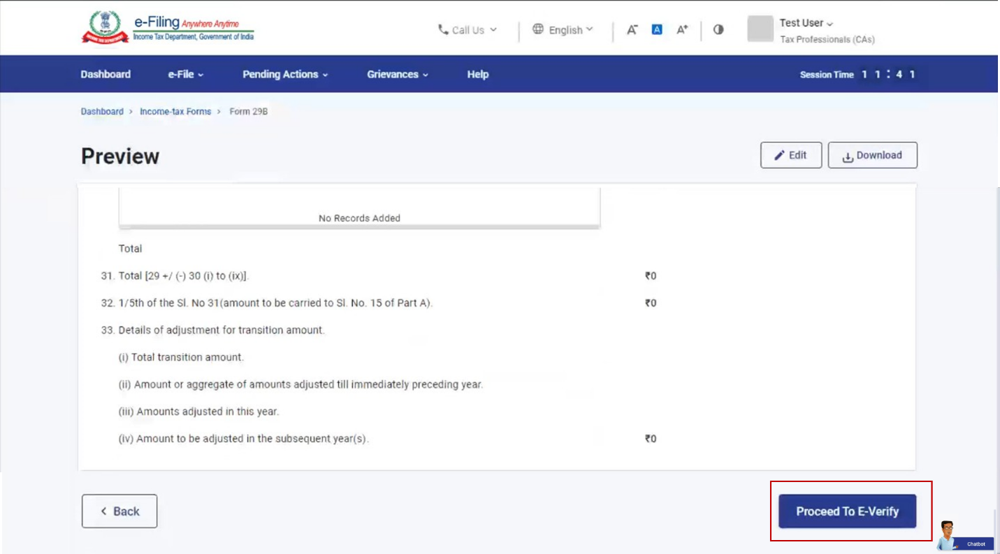 e-Filing Anywhere Anytime
Income Tax Department, Government of India
Call Us
English
A- A A+
Test User
Tax Professionals (CAs)
Dashboard e-File Pending Actions Grievances Help
Session Time 1 1 : 4 1
Dashboard > Income-tax Forms > Form 29B
Preview
Edit
Download
No Records Added
Total
31. Total [29 +/ (-) 30 (i) to (ix)]. ₹0
32. 1/5th of the Sl. No 31(amount to be carried to Sl. No. 15 of Part A). ₹0
33. Details of adjustment for transition amount.
(i) Total transition amount.
(ii) Amount or aggregate of amounts adjusted till immediately preceding year.
(iii) Amounts adjusted in this year.
(iv) Amount to be adjusted in the subsequent year(s). ₹0
< Back
Proceed To E-Verify
Chatbot